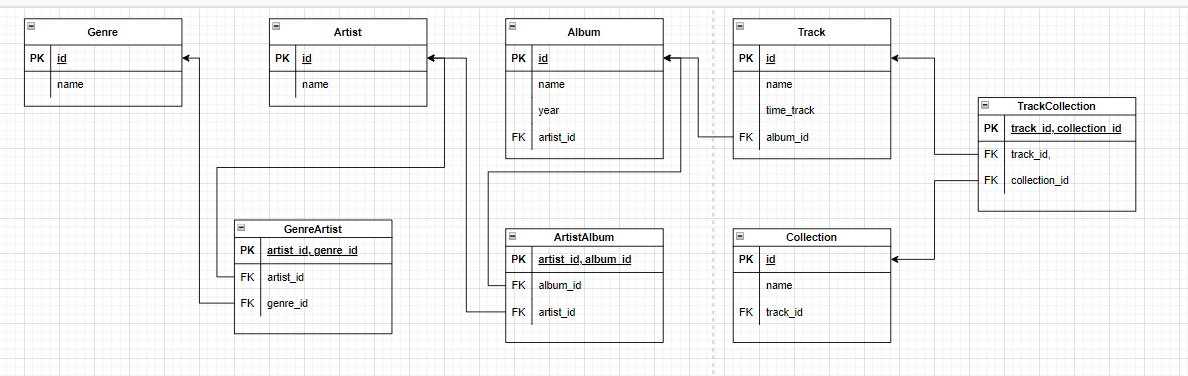 Genre
PK id
name
Artist
PK id
name
Album
PK id
name
year
FK artist_id
Track
PK id
name
time_track
FK album_id
TrackCollection
PK track_id, collection_id
FK track_id,
FK collection_id
GenreArtist
PK artist_id, genre_id
FK artist_id
FK genre_id
ArtistAlbum
PK artist_id, album_id
FK album_id
FK artist_id
Collection
PK id
name
FK track_id